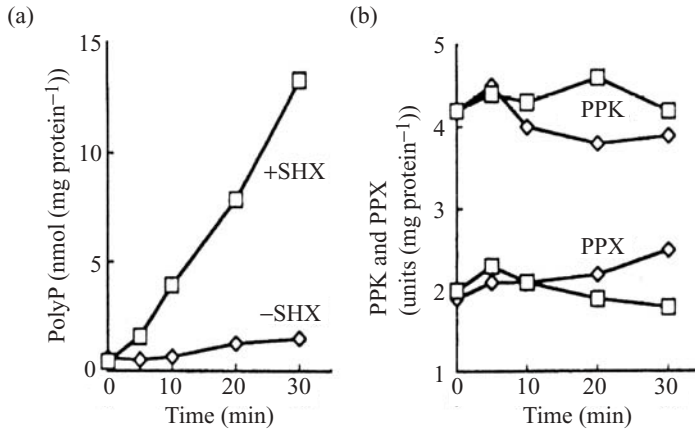 (a)
PolyP (nmol (mg protein⁻¹))
15
10
5
0
+SHX
−SHX
0 10 20 30
Time (min)
(b)
PPK and PPX
(units (mg protein⁻¹)
5
4
3
2
1
PPK
PPX
0 10 20 30
Time (min)